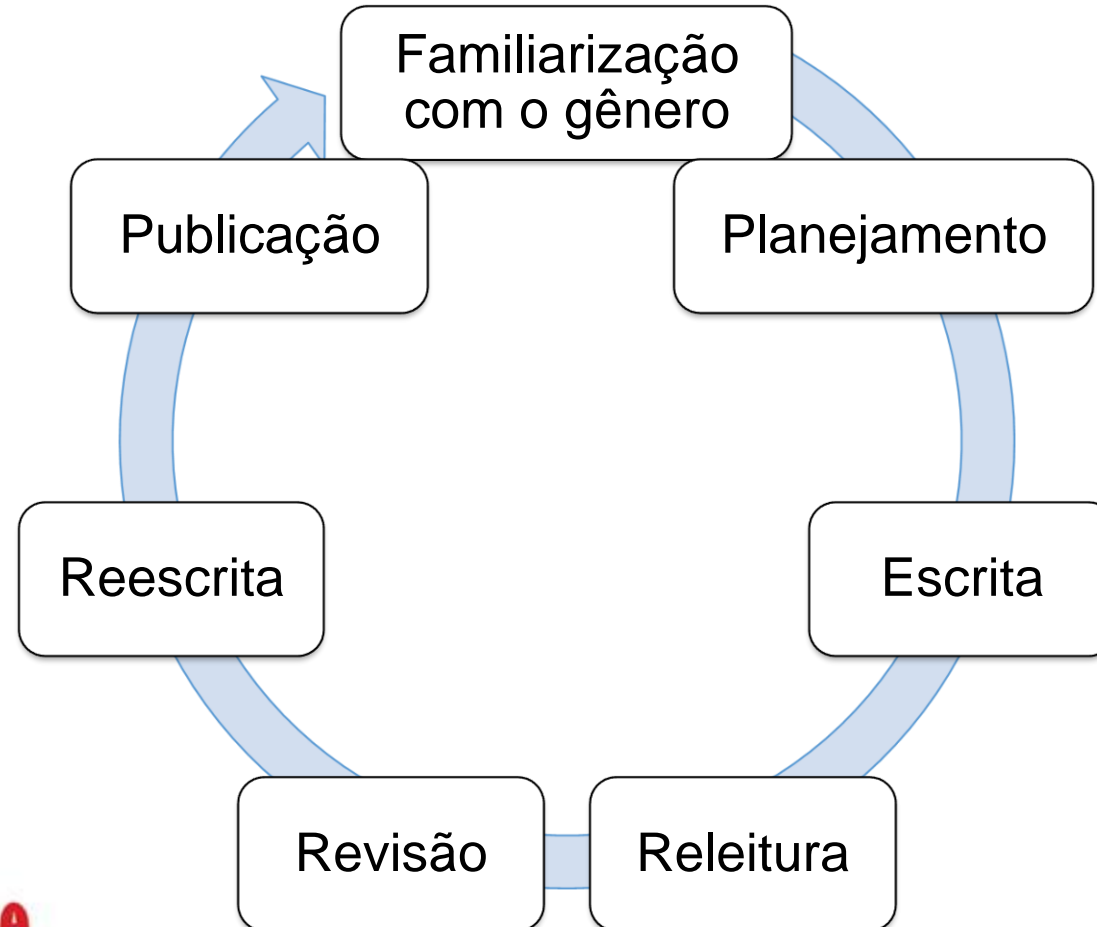 Familiarização
com o gênero
Planejamento
Escrita
Releitura
Revisão
Reescrita
Publicação